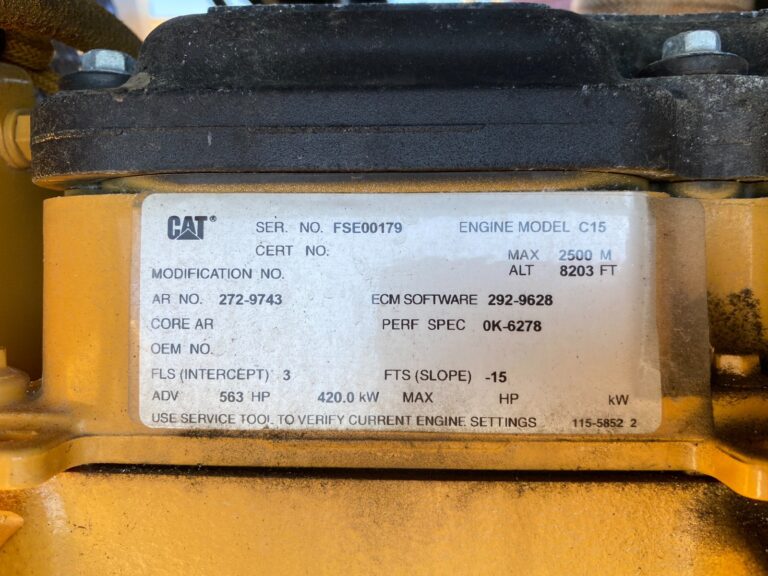 CAT® SER. NO. FSE00179 ENGINE MODEL C15
CERT NO. MAX 2500 M
MODIFICATION NO. ALT 8203 FT
AR NO. 272-9743 ECM SOFTWARE 292-9628
CORE AR PERF SPEC 0K-6278
OEM NO.
FLS (INTERCEPT) 3 FTS (SLOPE) -15
ADV 563 HP 420.0 kW MAX HP kW
USE SERVICE TOOL TO VERIFY CURRENT ENGINE SETTINGS 115-5852 2